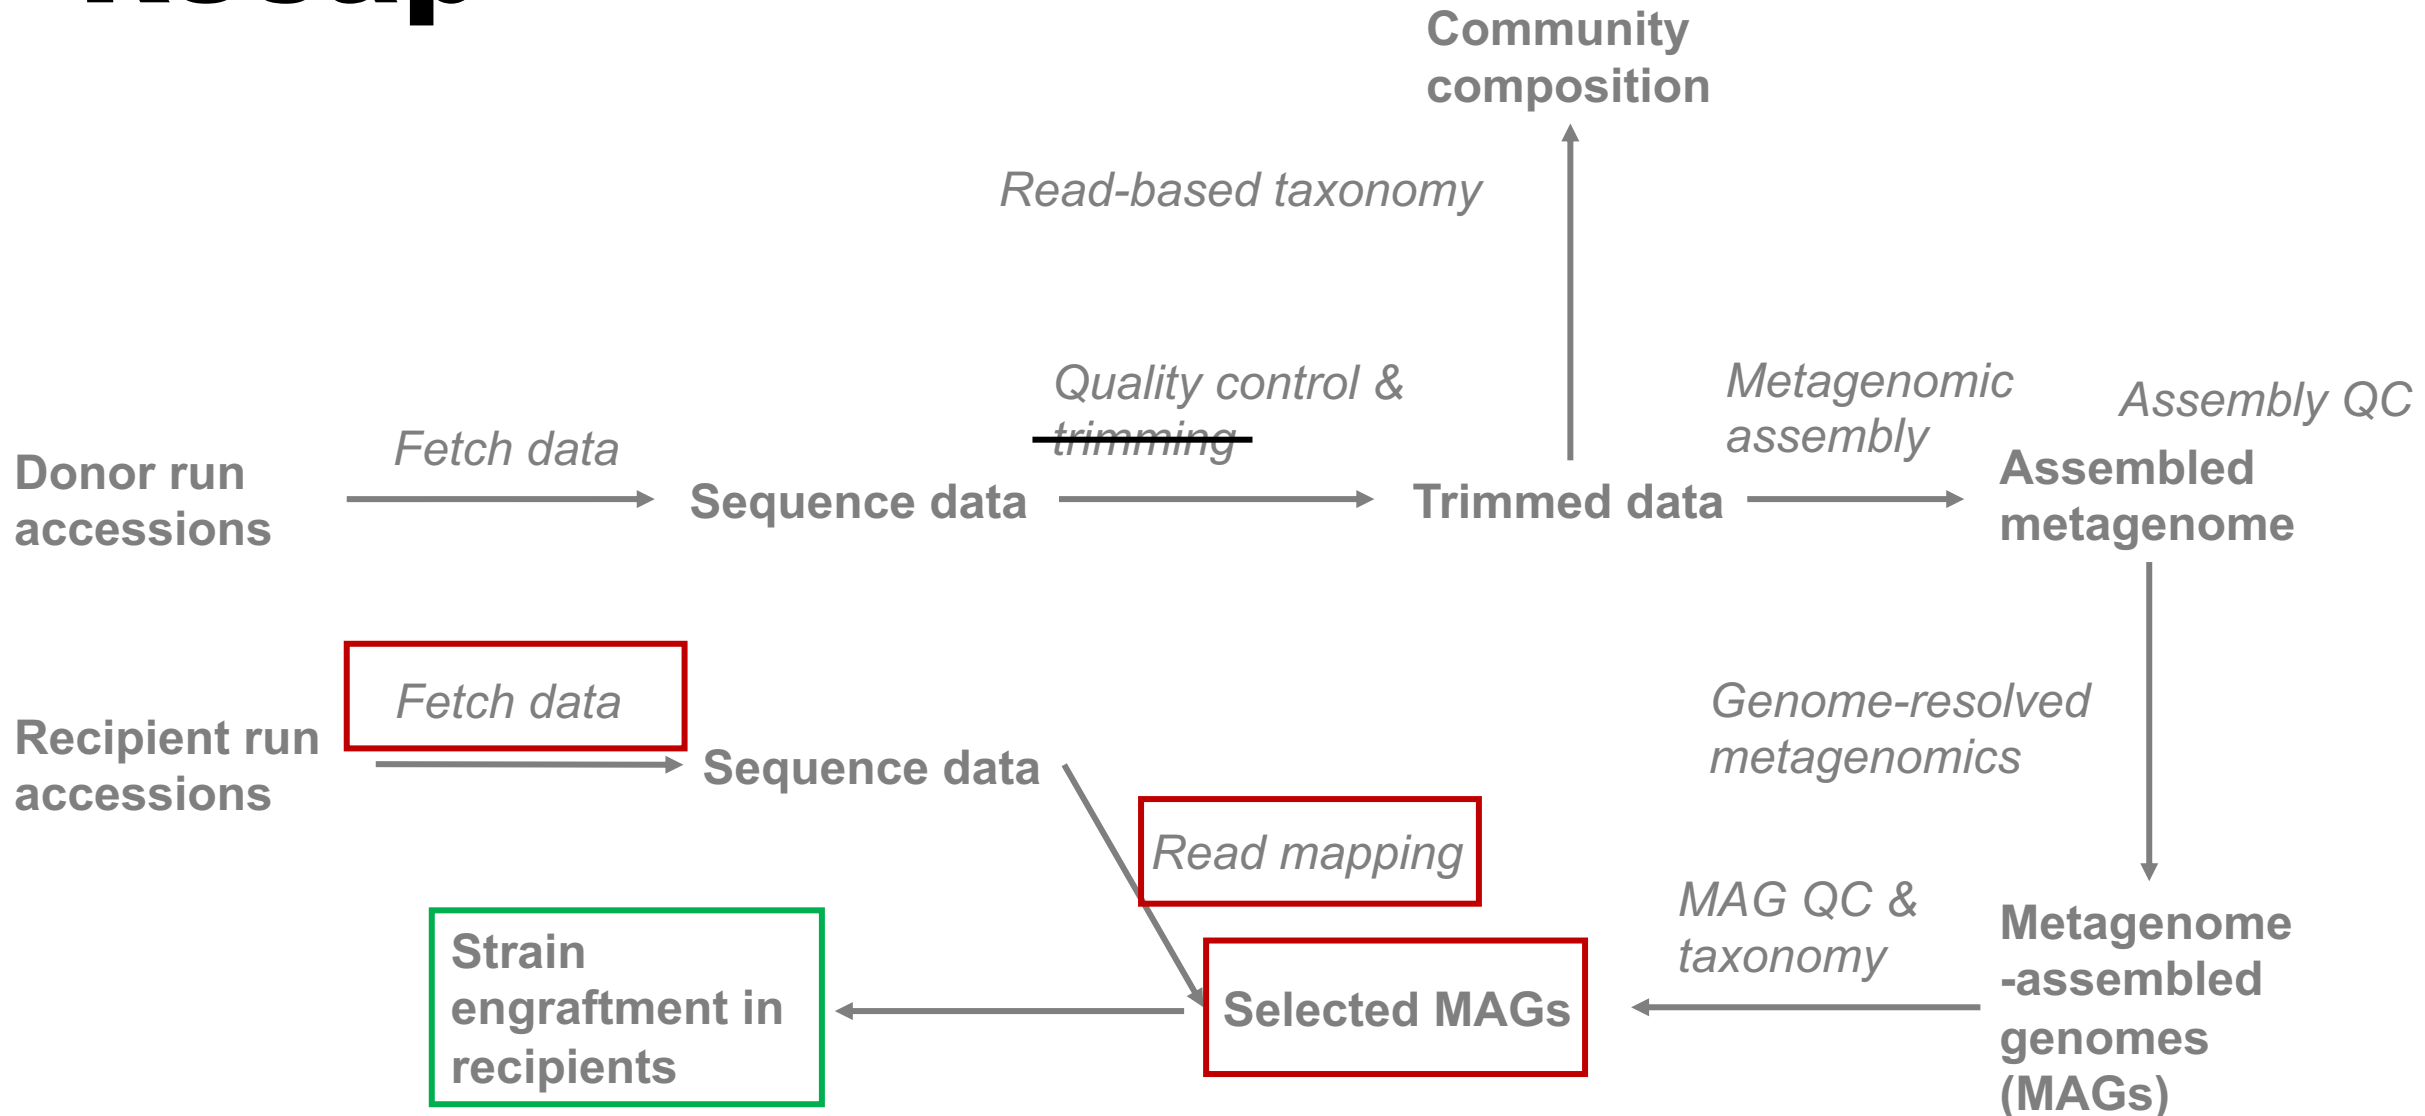 Community
composition
Read-based taxonomy
Quality control &
trimming
Metagenomic
assembly
Assembly QC
Fetch data
Donor run
accessions
Sequence data
Trimmed data
Assembled
metagenome
Fetch data
Recipient run
accessions
Sequence data
Genome-resolved
metagenomics
Read mapping
MAG QC &
taxonomy
Metagenome
-assembled
genomes
(MAGs)
Selected MAGs
Strain
engraftment in
recipients